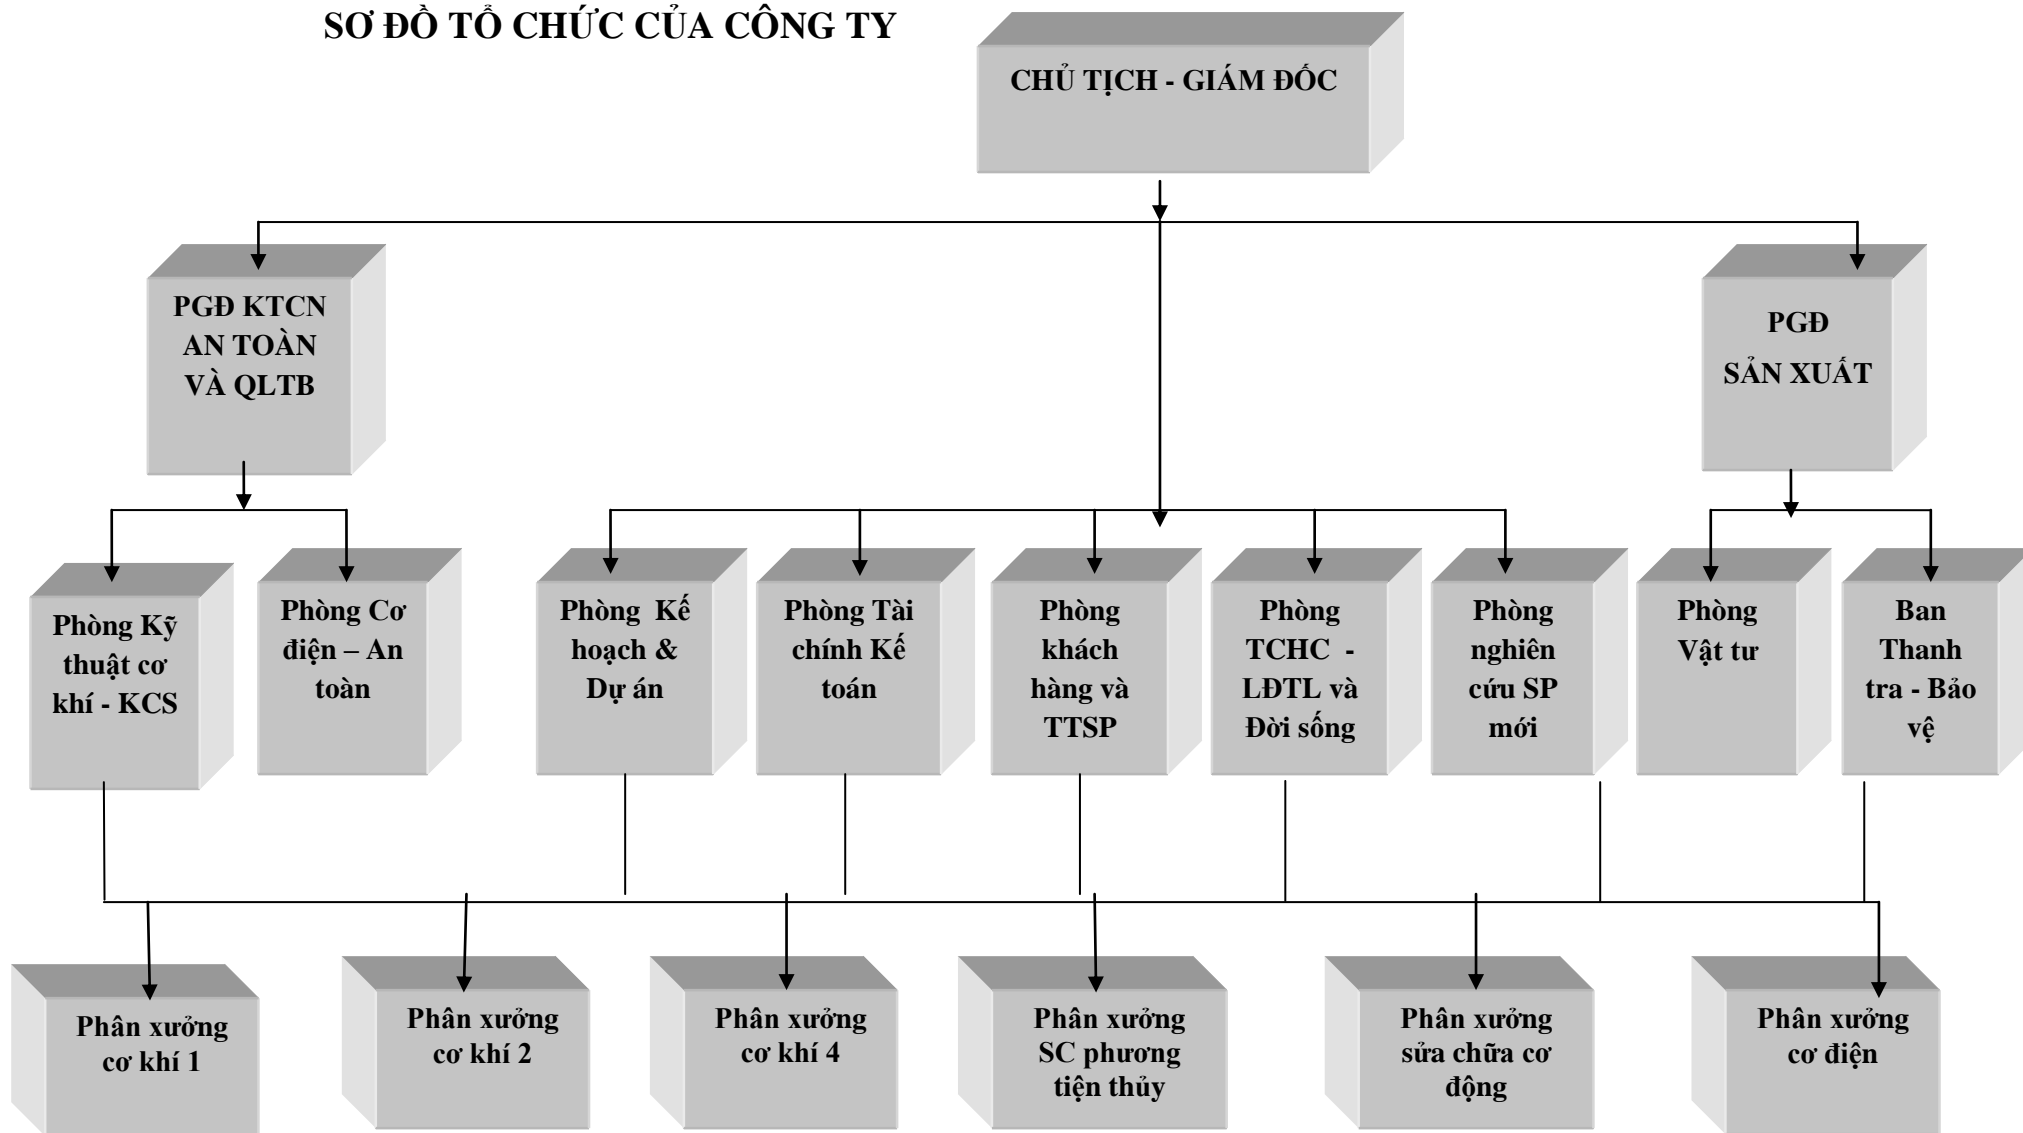 SƠ ĐỒ TỔ CHỨC CỦA CÔNG TY
CHỦ TỊCH - GIÁM ĐỐC
PGĐ KTCN
AN TOÀN
VÀ QLTB
PGĐ
SẢN XUẤT
Phòng Kỹ
thuật cơ
khí - KCS
Phòng Cơ
điện – An
toàn
Phòng Kế
hoạch &
Dự án
Phòng Tài
chính Kế
toán
Phòng
khách
hàng và
TTSP
Phòng
TCHC -
LĐTL và
Đời sống
Phòng
nghiên
cứu SP
mới
Phòng
Vật tư
Ban
Thanh
tra - Bảo
vệ
Phân xưởng
cơ khí 1
Phân xưởng
cơ khí 2
Phân xưởng
cơ khí 4
Phân xưởng
SC phương
tiện thủy
Phân xưởng
sửa chữa cơ
động
Phân xưởng
cơ điện